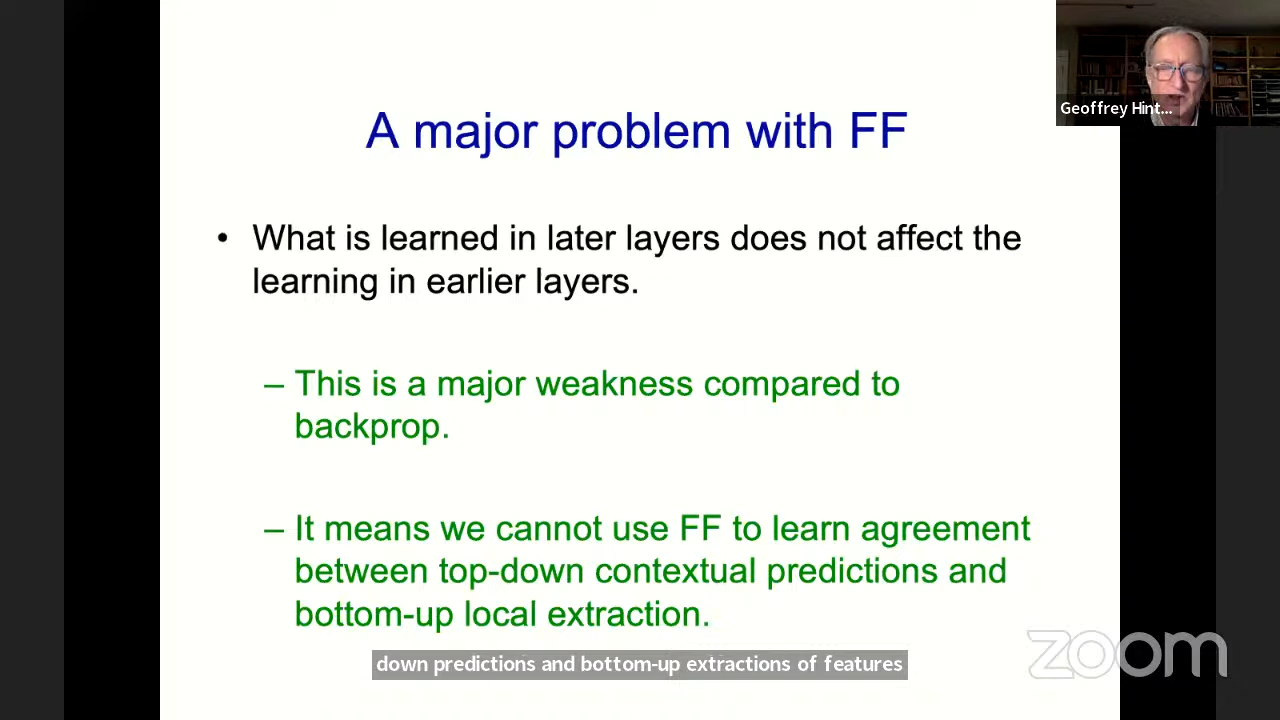 Geoffrey Hint...
A major problem with FF
• What is learned in later layers does not affect the
learning in earlier layers.
– This is a major weakness compared to
backprop.
– It means we cannot use FF to learn agreement
between top-down contextual predictions and
bottom-up local extraction.
down predictions and bottom-up extractions of features
zoom